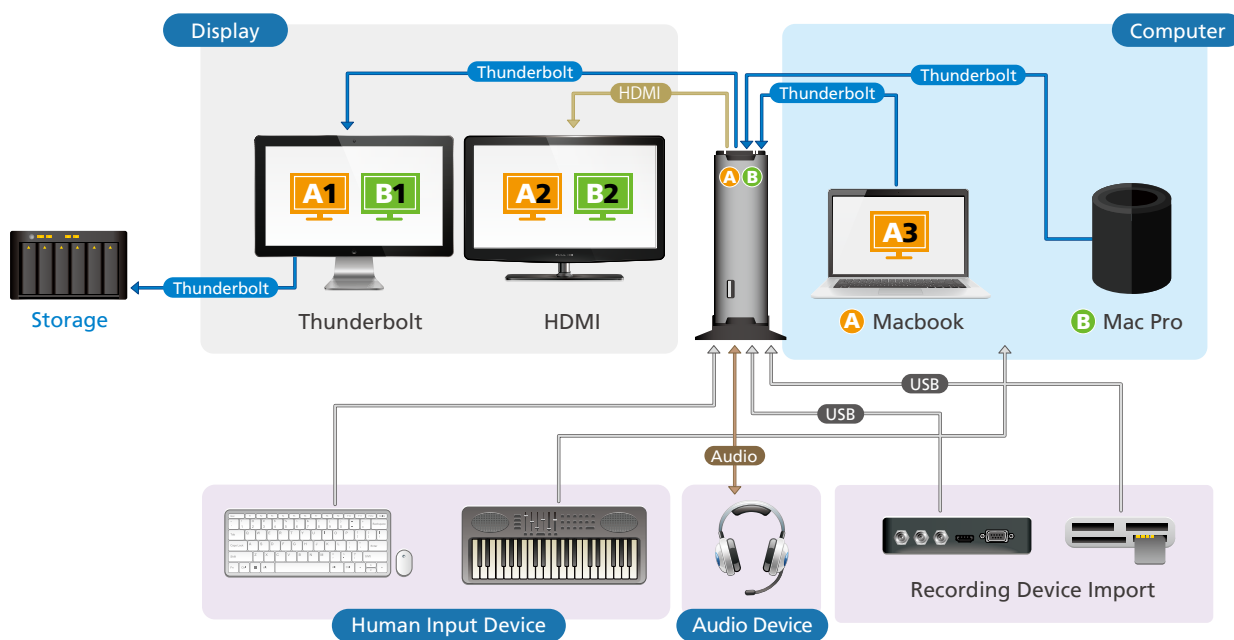 Display
Computer
Thunderbolt
Thunderbolt
HDMI
Thunderbolt
A
B
A1
B1
A2
B2
A3
Thunderbolt
Storage
Thunderbolt
HDMI
A Macbook
B Mac Pro
USB
USB
Audio
Recording Device Import
Human Input Device
Audio Device